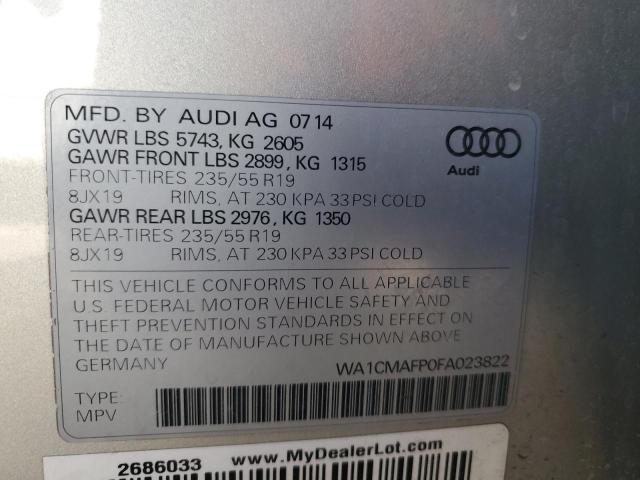 MFD. BY AUDI AG 0714
GVWR LBS 5743, KG 2605
GAWR FRONT LBS 2899, KG 1315
FRONT-TIRES 235/55 R19
8JX19 RIMS, AT 230 KPA 33 PSI COLD
GAWR REAR LBS 2976, KG 1350
REAR-TIRES 235/55 R19
8JX19 RIMS, AT 230 KPA 33 PSI COLD
Audi
THIS VEHICLE CONFORMS TO ALL APPLICABLE
U.S. FEDERAL MOTOR VEHICLE SAFETY AND
THEFT PREVENTION STANDARDS IN EFFECT ON
THE DATE OF MANUFACTURE SHOWN ABOVE.
GERMANY WA1CMAFP0FA023822
TYPE:
MPV
2686033 www.MyDealerLot.com